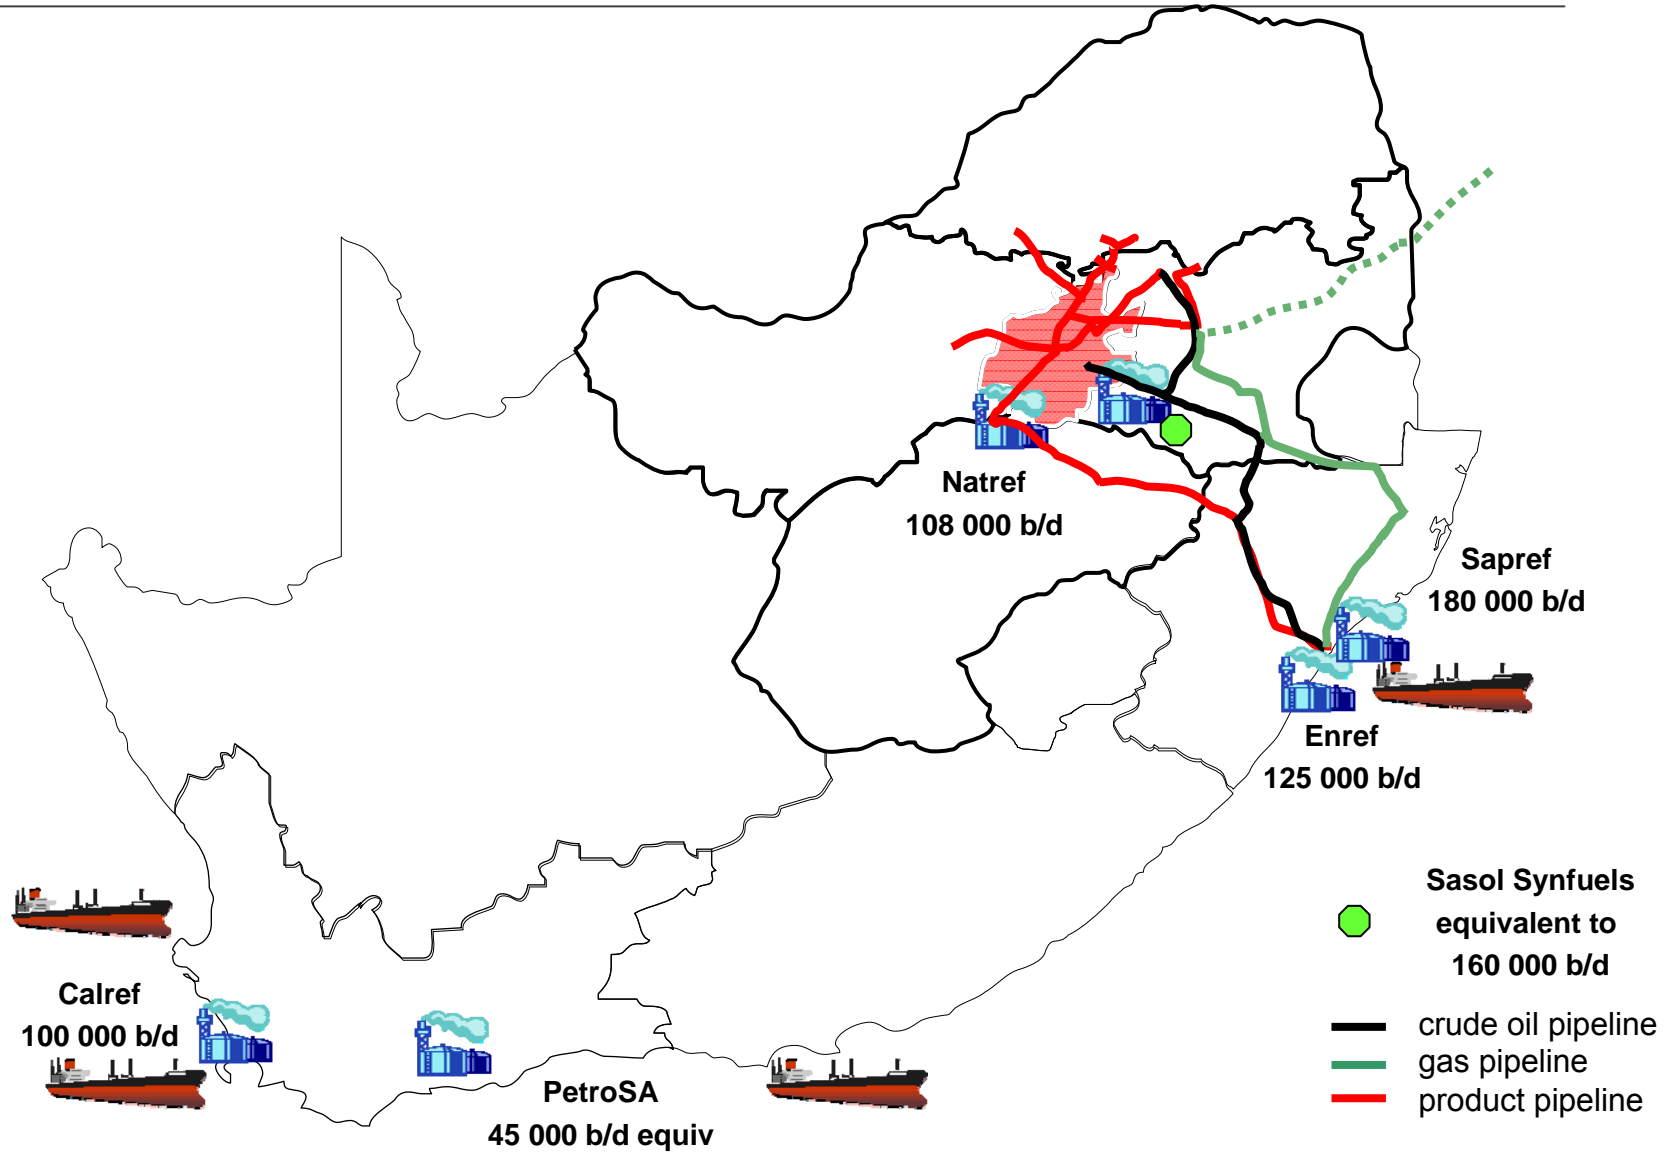 Natref
108 000 b/d
Sapref
180 000 b/d
Enref
125 000 b/d
Sasol Synfuels
equivalent to
160 000 b/d
Calref
100 000 b/d
PetroSA
45 000 b/d equiv
crude oil pipeline
gas pipeline
product pipeline